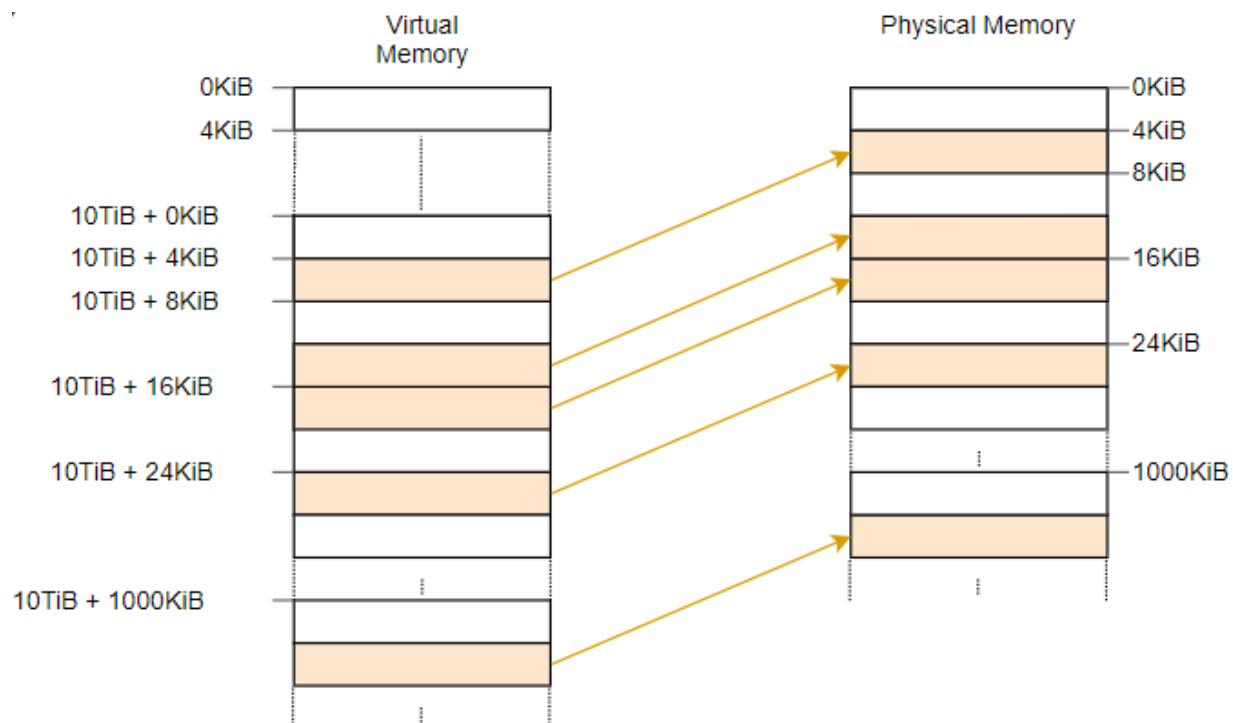 Virtual
Memory
Physical Memory
0KiB
4KiB
10TiB + 0KiB
10TiB + 4KiB
10TiB + 8KiB
10TiB + 16KiB
10TiB + 24KiB
10TiB + 1000KiB
0KiB
4KiB
8KiB
16KiB
24KiB
1000KiB